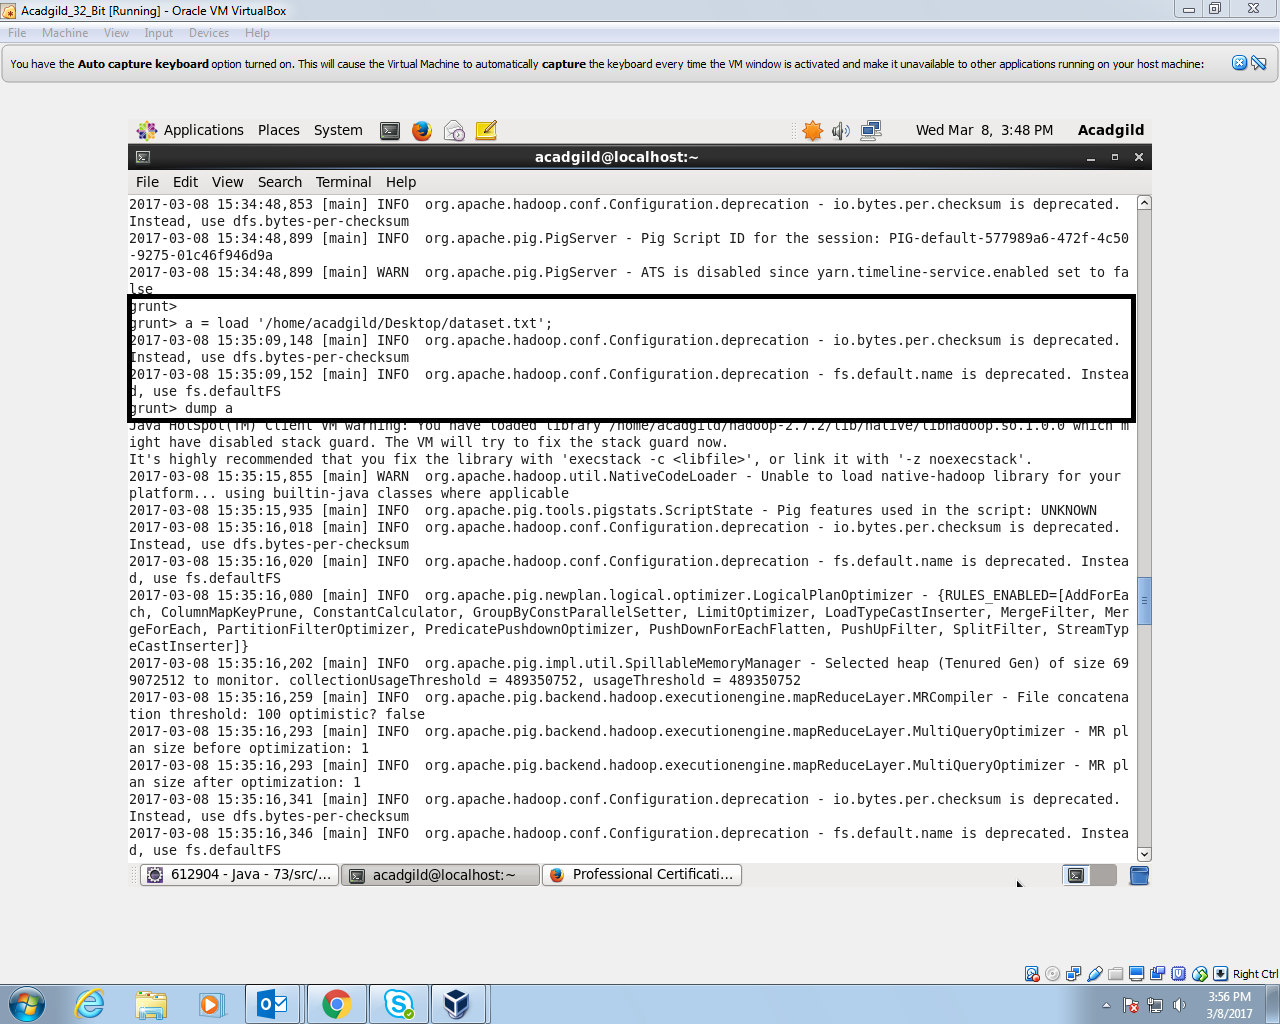 Acadgild_32_Bit [Running] - Oracle VM VirtualBox
File Machine View Input Devices Help
You have the Auto capture keyboard option turned on. This will cause the Virtual Machine to automatically capture the keyboard every time the VM window is activated and make it unavailable to other applications running on your host machine:
Applications Places System Wed Mar 8, 3:48 PM Acadgild
acadgild@localhost:~
File Edit View Search Terminal Help
2017-03-08 15:34:48,853 [main] INFO  org.apache.hadoop.conf.Configuration.deprecation - io.bytes.per.checksum is deprecated.
Instead, use dfs.bytes-per-checksum
2017-03-08 15:34:48,899 [main] INFO  org.apache.pig.PigServer - Pig Script ID for the session: PIG-default-577989a6-472f-4c50
-9275-01c46f946d9a
2017-03-08 15:34:48,899 [main] WARN  org.apache.pig.PigServer - ATS is disabled since yarn.timeline-service.enabled set to fa
lse
grunt>
grunt> a = load '/home/acadgild/Desktop/dataset.txt';
2017-03-08 15:35:09,148 [main] INFO  org.apache.hadoop.conf.Configuration.deprecation - io.bytes.per.checksum is deprecated.
Instead, use dfs.bytes-per-checksum
2017-03-08 15:35:09,152 [main] INFO  org.apache.hadoop.conf.Configuration.deprecation - fs.default.name is deprecated. Instea
d, use fs.defaultFS
grunt> dump a
Java HotSpot(TM) Client VM warning: You have loaded library /home/acadgild/hadoop-2.7.2/lib/native/libhadoop.so.1.0.0 which m
ight have disabled stack guard. The VM will try to fix the stack guard now.
It's highly recommended that you fix the library with 'execstack -c <libfile>', or link it with '-z noexecstack'.
2017-03-08 15:35:15,855 [main] WARN  org.apache.hadoop.util.NativeCodeLoader - Unable to load native-hadoop library for your
platform... using builtin-java classes where applicable
2017-03-08 15:35:15,935 [main] INFO  org.apache.pig.tools.pigstats.ScriptState - Pig features used in the script: UNKNOWN
2017-03-08 15:35:16,018 [main] INFO  org.apache.hadoop.conf.Configuration.deprecation - io.bytes.per.checksum is deprecated.
Instead, use dfs.bytes-per-checksum
2017-03-08 15:35:16,020 [main] INFO  org.apache.hadoop.conf.Configuration.deprecation - fs.default.name is deprecated. Instea
d, use fs.defaultFS
2017-03-08 15:35:16,080 [main] INFO  org.apache.pig.newplan.logical.optimizer.LogicalPlanOptimizer - {RULES_ENABLED=[AddForEa
ch, ColumnMapKeyPrune, ConstantCalculator, GroupByConstParallelSetter, LimitOptimizer, LoadTypeCastInserter, MergeFilter, Mer
geForEach, PartitionFilterOptimizer, PredicatePushdownOptimizer, PushDownForEachFlatten, PushUpFilter, SplitFilter, StreamTyp
eCastInserter]}
2017-03-08 15:35:16,202 [main] INFO  org.apache.pig.impl.util.SpillableMemoryManager - Selected heap (Tenured Gen) of size 69
9072512 to monitor. collectionUsageThreshold = 489350752, usageThreshold = 489350752
2017-03-08 15:35:16,259 [main] INFO  org.apache.pig.backend.hadoop.executionengine.mapReduceLayer.MRCompiler - File concatena
tion threshold: 100 optimistic? false
2017-03-08 15:35:16,293 [main] INFO  org.apache.pig.backend.hadoop.executionengine.mapReduceLayer.MultiQueryOptimizer - MR pl
an size before optimization: 1
2017-03-08 15:35:16,293 [main] INFO  org.apache.pig.backend.hadoop.executionengine.mapReduceLayer.MultiQueryOptimizer - MR pl
an size after optimization: 1
2017-03-08 15:35:16,341 [main] INFO  org.apache.hadoop.conf.Configuration.deprecation - io.bytes.per.checksum is deprecated.
Instead, use dfs.bytes-per-checksum
2017-03-08 15:35:16,346 [main] INFO  org.apache.hadoop.conf.Configuration.deprecation - fs.default.name is deprecated. Instea
d, use fs.defaultFS
612904 - Java - 73/src/... acadgild@localhost:~ Professional Certificati...
Right Ctrl
3:56 PM
3/8/2017